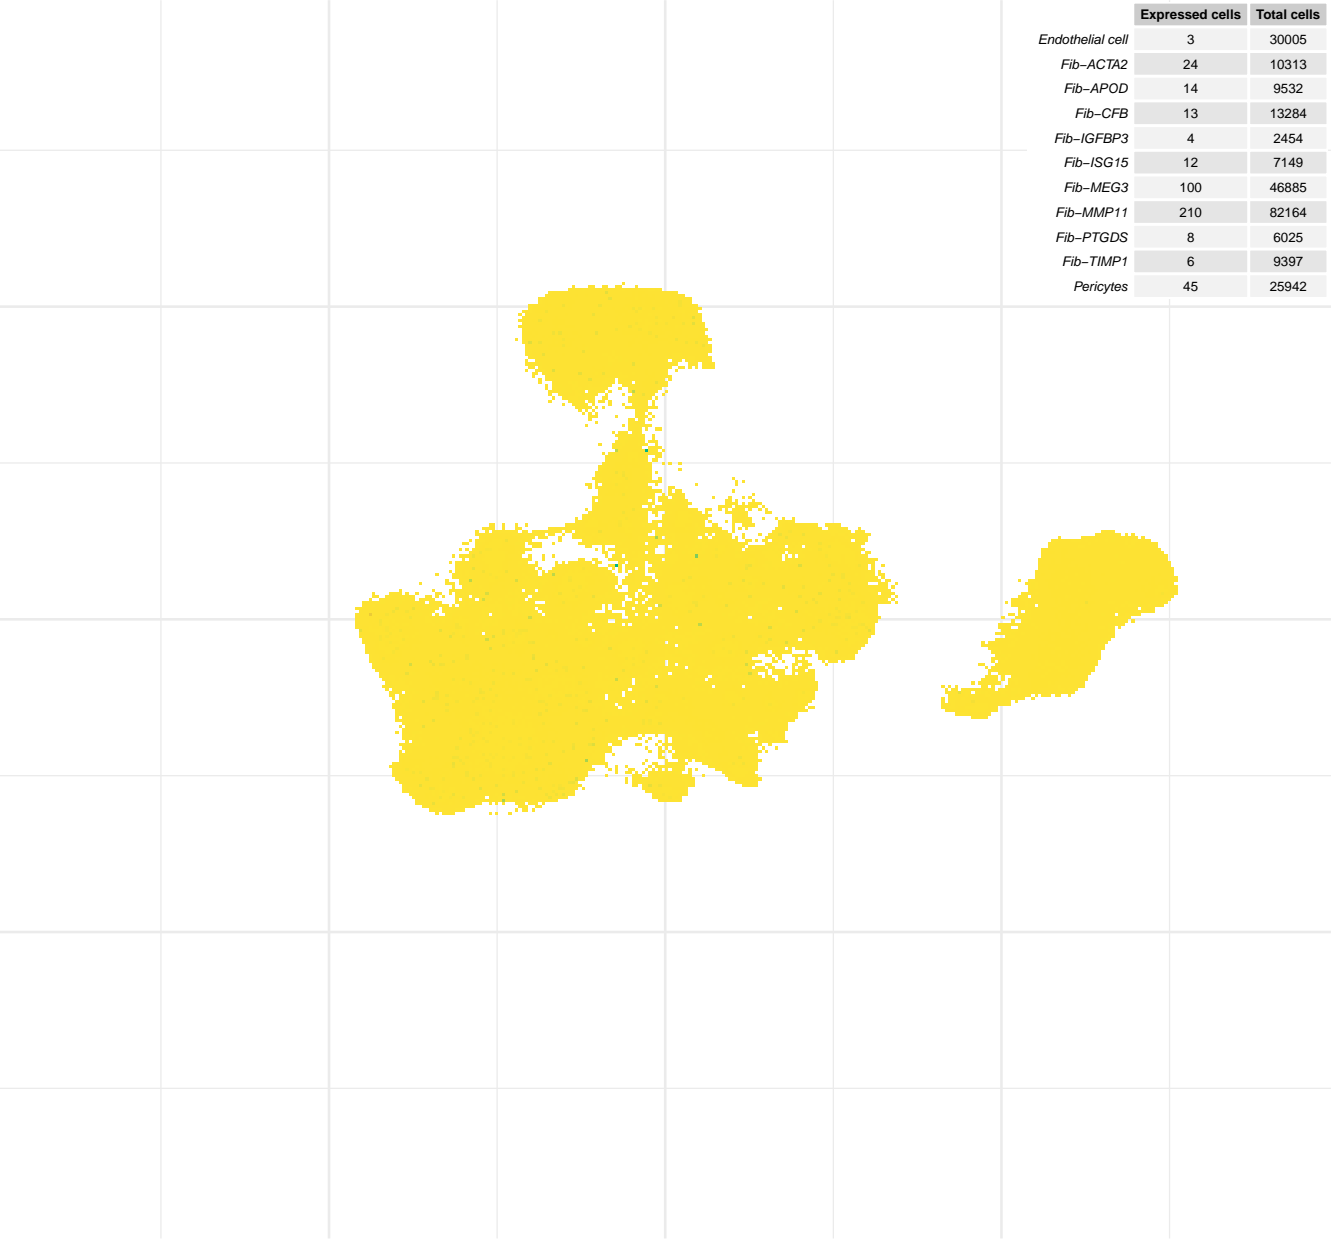 Expressed cells Total cells
Endothelial cell 3 30005
Fib−ACTA2 24 10313
Fib−APOD 14 9532
Fib−CFB 13 13284
Fib−IGFBP3 4 2454
Fib−ISG15 12 7149
Fib−MEG3 100 46885
Fib−MMP11 210 82164
Fib−PTGDS 8 6025
Fib−TIMP1 6 9397
Pericytes 45 25942